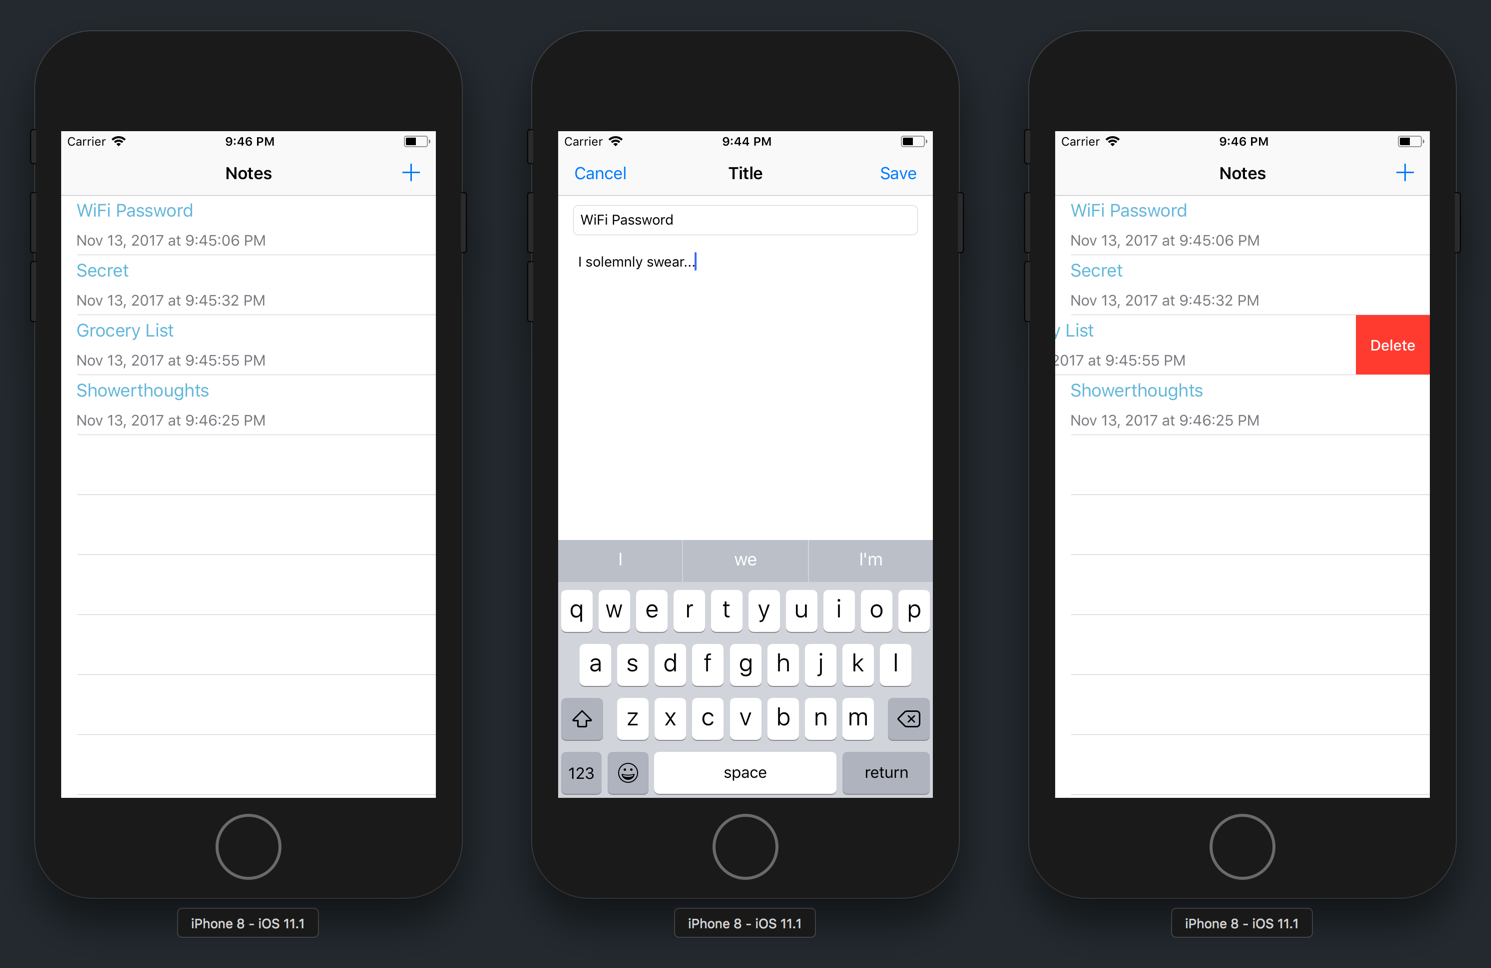 Carrier 9:46 PM
Notes +
WiFi Password
Nov 13, 2017 at 9:45:06 PM
Secret
Nov 13, 2017 at 9:45:32 PM
Grocery List
Nov 13, 2017 at 9:45:55 PM
Showerthoughts
Nov 13, 2017 at 9:46:25 PM
iPhone 8 - iOS 11.1
Carrier 9:44 PM
Cancel Title Save
WiFi Password
I solemnly swear...
I we I'm
q w e r t y u i o p
a s d f g h j k l
z x c v b n m
123 space return
iPhone 8 - iOS 11.1
Carrier 9:46 PM
Notes +
WiFi Password
Nov 13, 2017 at 9:45:06 PM
Secret
Nov 13, 2017 at 9:45:32 PM
y List
2017 at 9:45:55 PM
Delete
Showerthoughts
Nov 13, 2017 at 9:46:25 PM
iPhone 8 - iOS 11.1